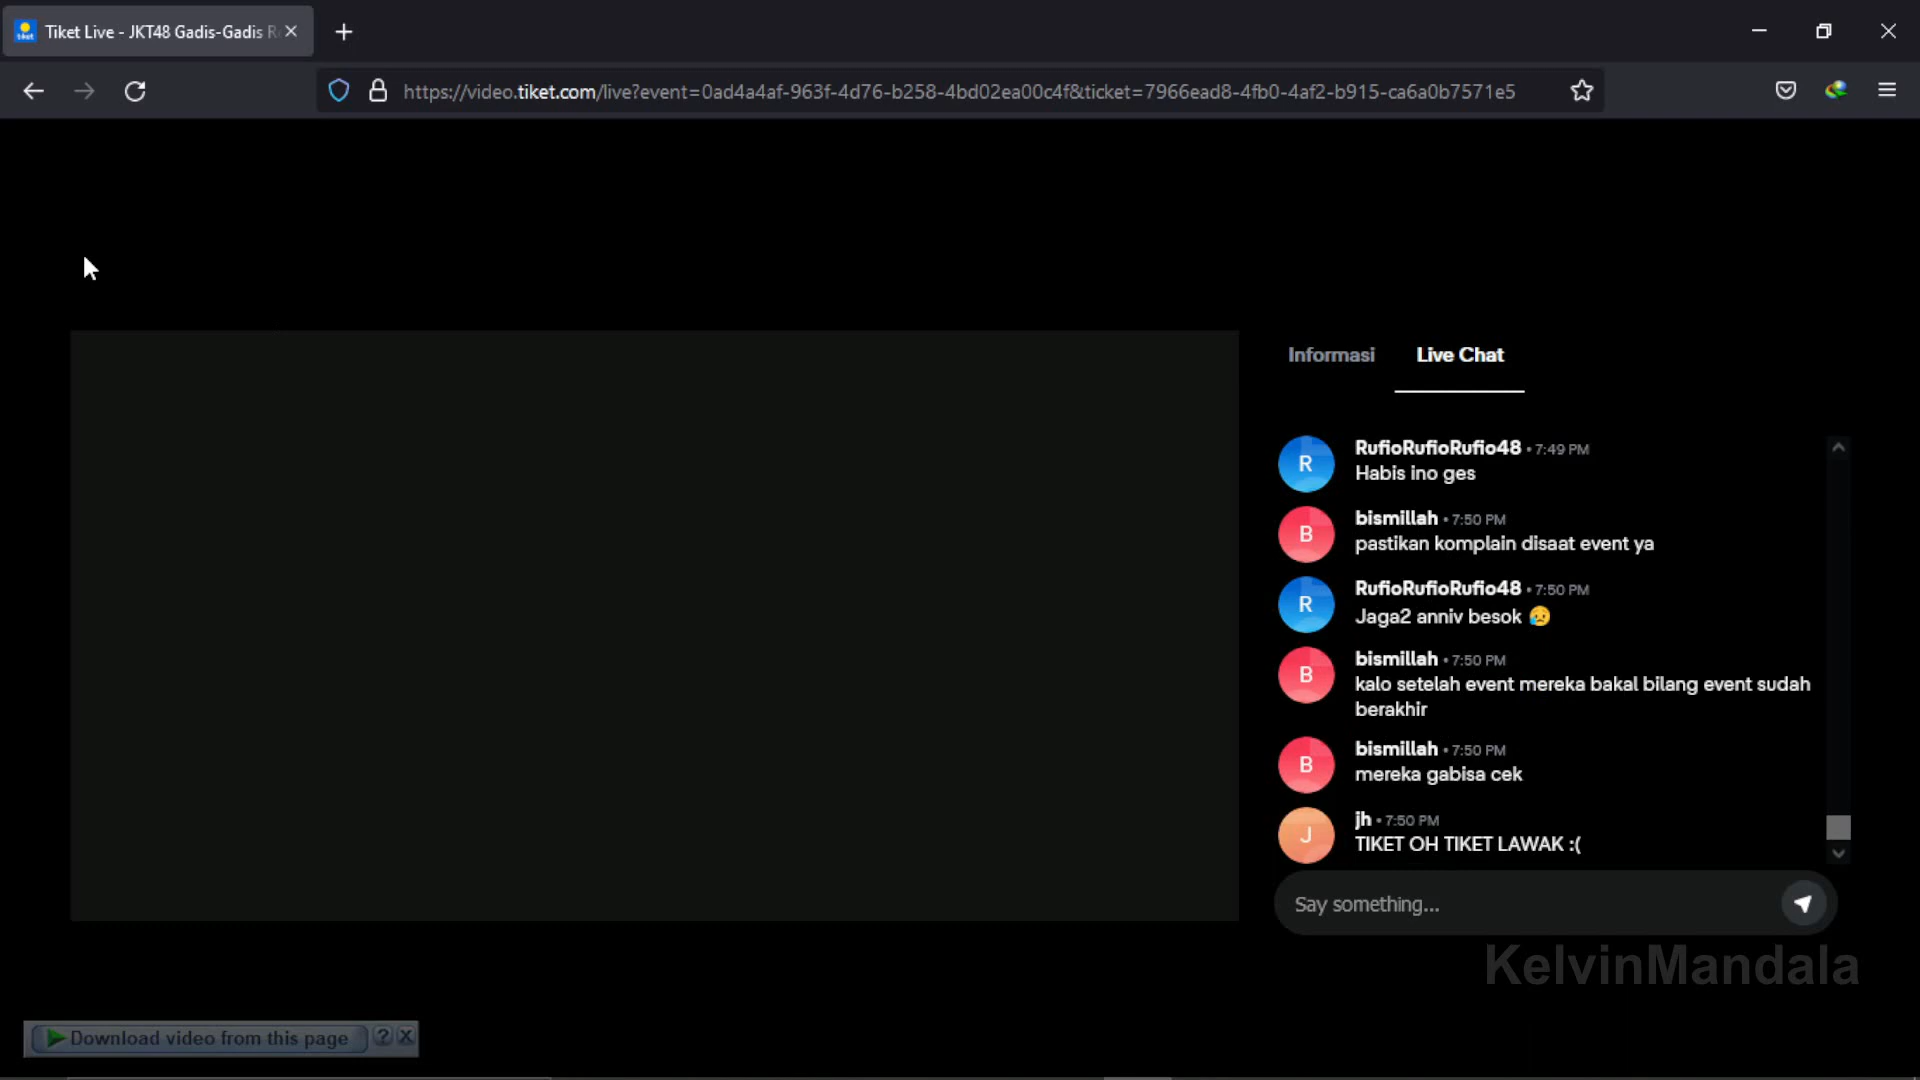 Tiket Live - JKT48 Gadis-Gadis R
https://video.tiket.com/live?event=0ad4a4af-963f-4d76-b258-4bd02ea00c4f&ticket=7966ead8-4fb0-4af2-b915-ca6a0b7571e5
Informasi Live Chat
R RufioRufioRufio48 • 7:49 PM
Habis ino ges
B bismillah • 7:50 PM
pastikan komplain disaat event ya
R RufioRufioRufio48 • 7:50 PM
Jaga2 anniv besok 😥
B bismillah • 7:50 PM
kalo setelah event mereka bakal bilang event sudah
berakhir
B bismillah • 7:50 PM
mereka gabisa cek
J jh • 7:50 PM
TIKET OH TIKET LAWAK :(
Say something...
KelvinMandala
Download video from this page ? X